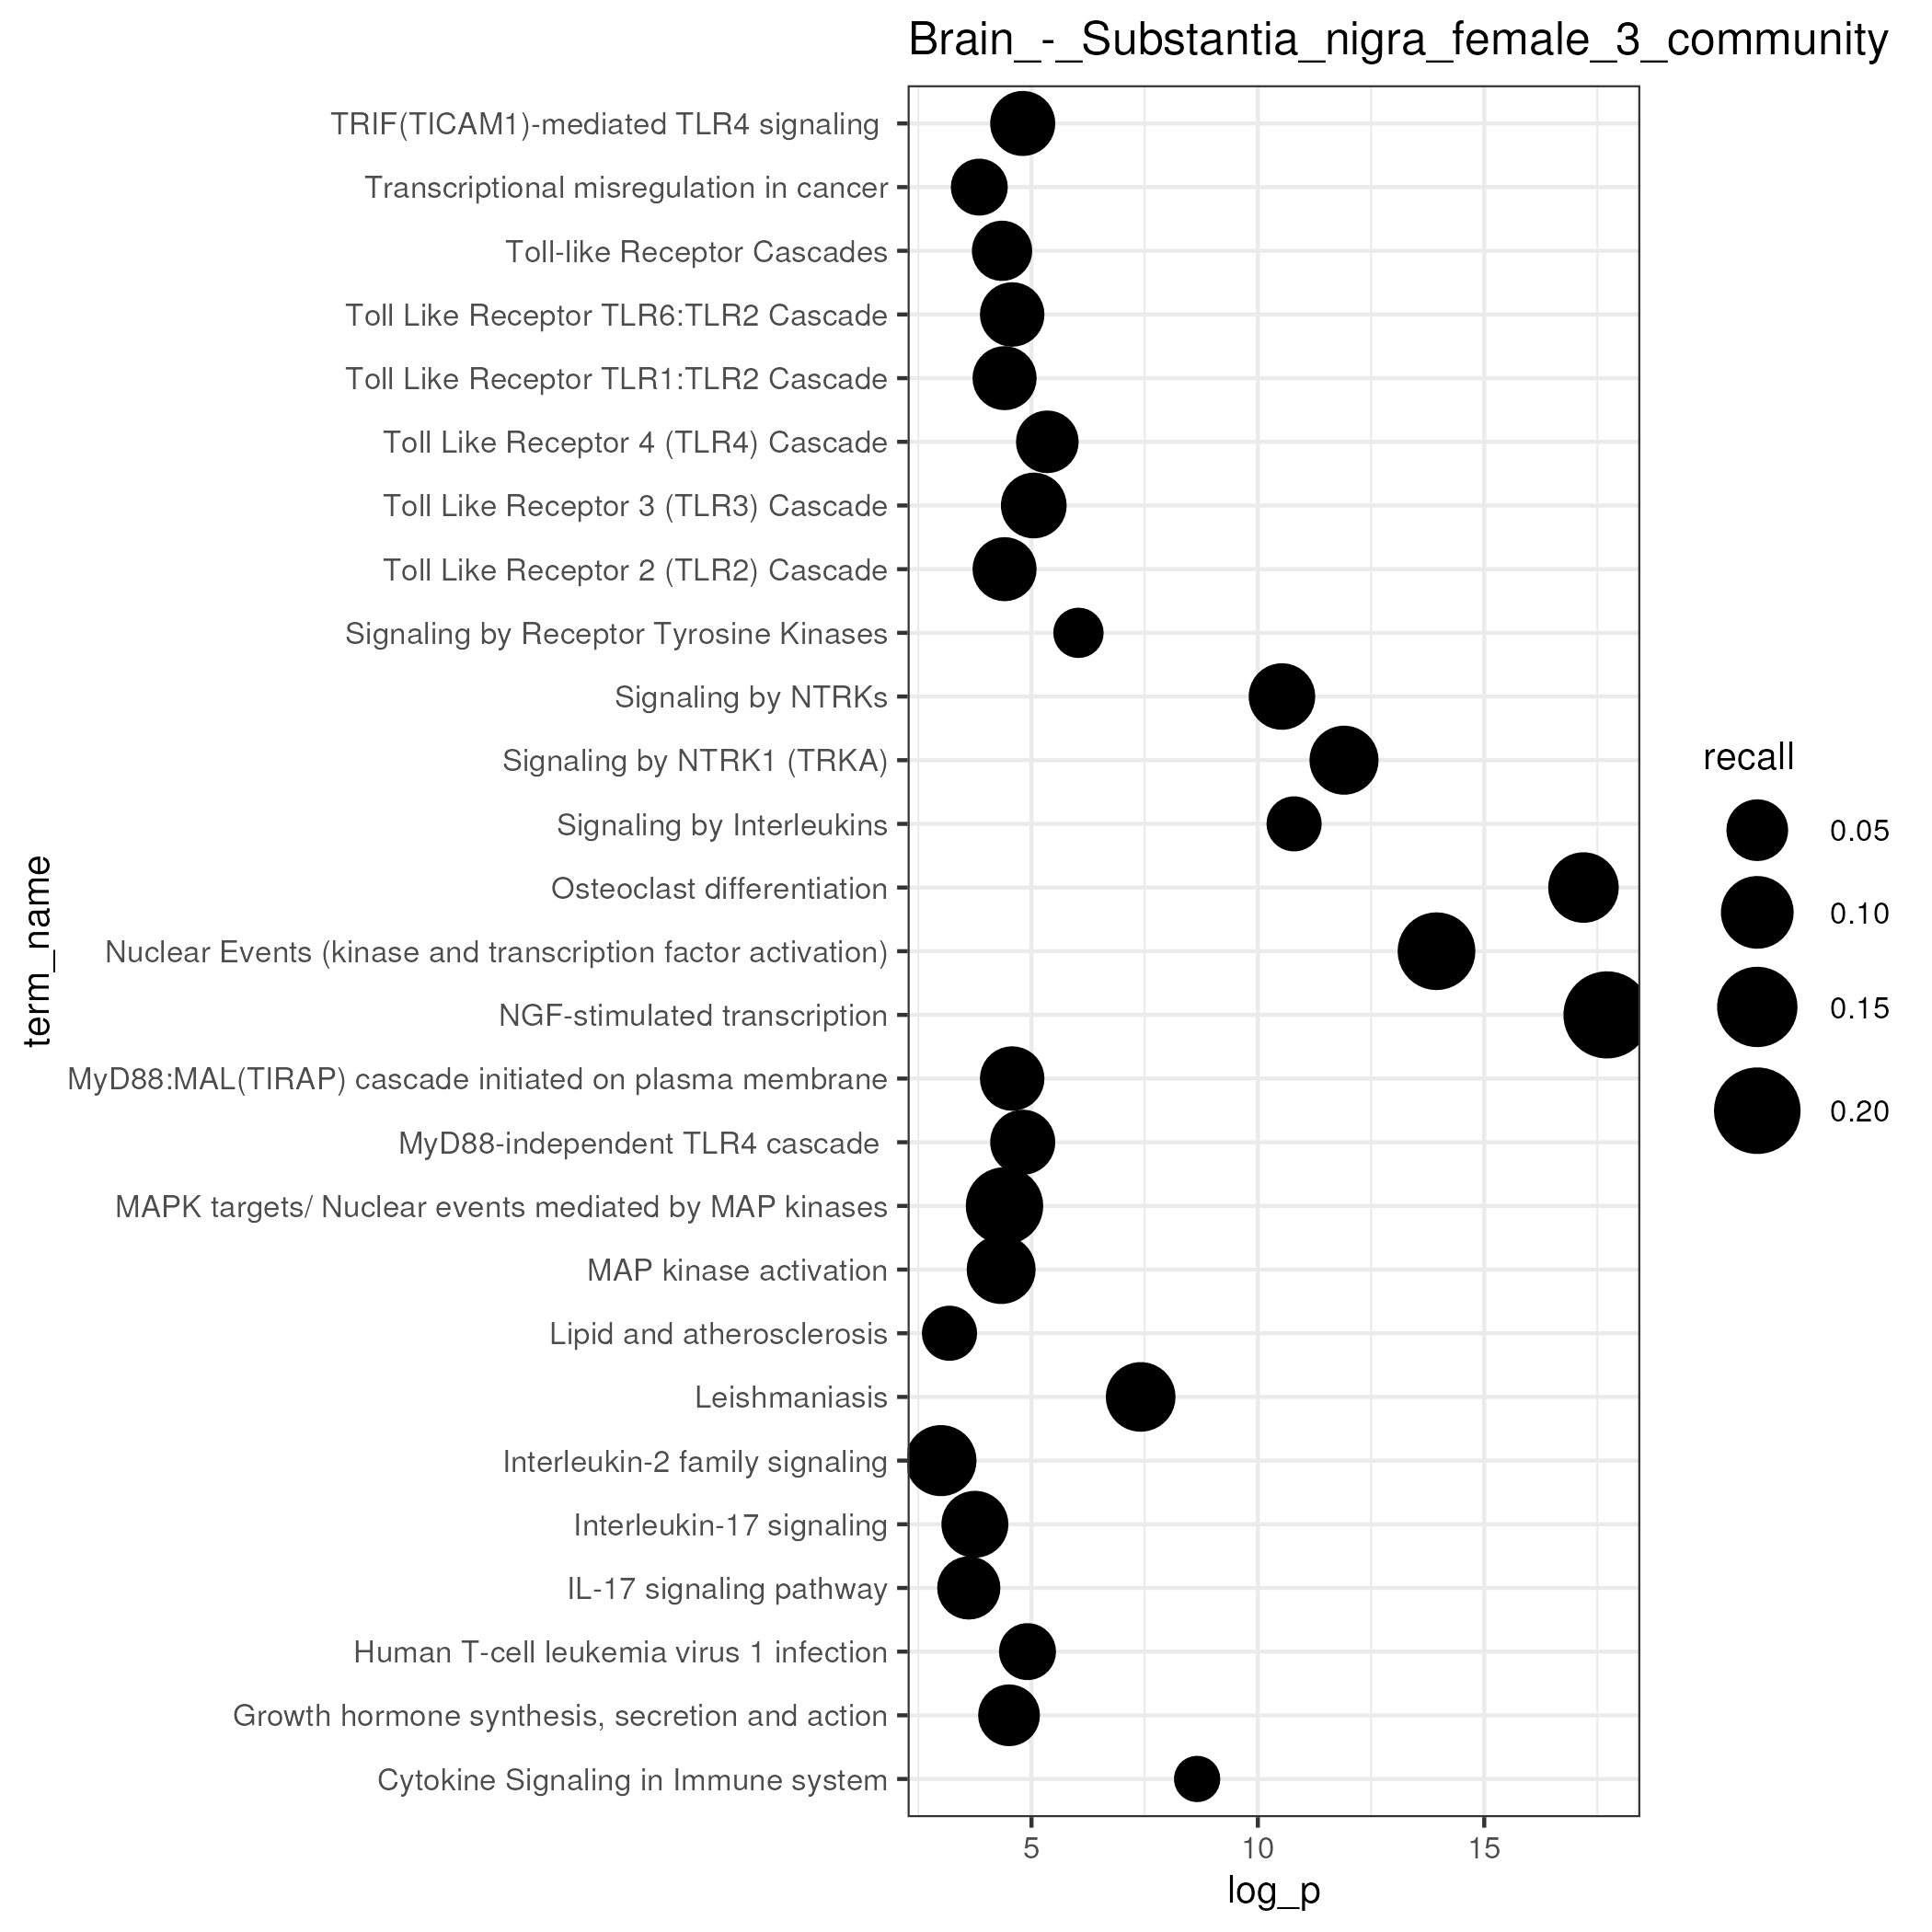 Brain_-_Substantia_nigra_female_3_community
term_name
TRIF(TICAM1)-mediated TLR4 signaling
Transcriptional misregulation in cancer
Toll-like Receptor Cascades
Toll Like Receptor TLR6:TLR2 Cascade
Toll Like Receptor TLR1:TLR2 Cascade
Toll Like Receptor 4 (TLR4) Cascade
Toll Like Receptor 3 (TLR3) Cascade
Toll Like Receptor 2 (TLR2) Cascade
Signaling by Receptor Tyrosine Kinases
Signaling by NTRKs
Signaling by NTRK1 (TRKA)
Signaling by Interleukins
Osteoclast differentiation
Nuclear Events (kinase and transcription factor activation)
NGF-stimulated transcription
MyD88:MAL(TIRAP) cascade initiated on plasma membrane
MyD88-independent TLR4 cascade
MAPK targets/ Nuclear events mediated by MAP kinases
MAP kinase activation
Lipid and atherosclerosis
Leishmaniasis
Interleukin-2 family signaling
Interleukin-17 signaling
IL-17 signaling pathway
Human T-cell leukemia virus 1 infection
Growth hormone synthesis, secretion and action
Cytokine Signaling in Immune system
5 10 15
log_p
recall
0.05
0.10
0.15
0.20